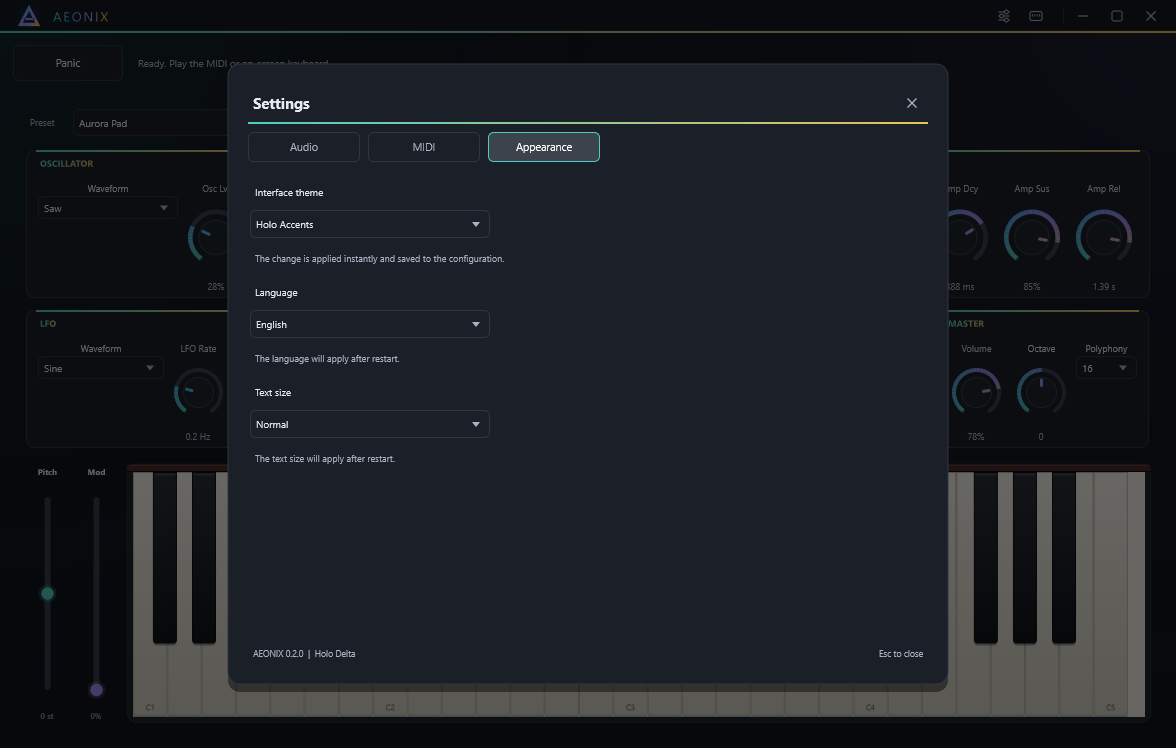 AEONIX
Panic
Ready. Play the MIDI or on-screen keyboard.
Settings
Preset
Aurora Pad
Audio
MIDI
Appearance
OSCILLATOR
Waveform
Osc Lv
Saw
28%
Interface theme
Holo Accents
The change is applied instantly and saved to the configuration.
mp Dcy
Amp Sus
Amp Rel
88 ms
85%
1.39 s
Language
English
The language will apply after restart.
LFO
Waveform
LFO Rate
Sine
0.2 Hz
Text size
Normal
The text size will apply after restart.
MASTER
Volume
Octave
Polyphony
16
78%
0
Pitch
Mod
0 st
0%
C1
C2
C3
C4
C5
AEONIX 0.2.0 | Holo Delta
Esc to close